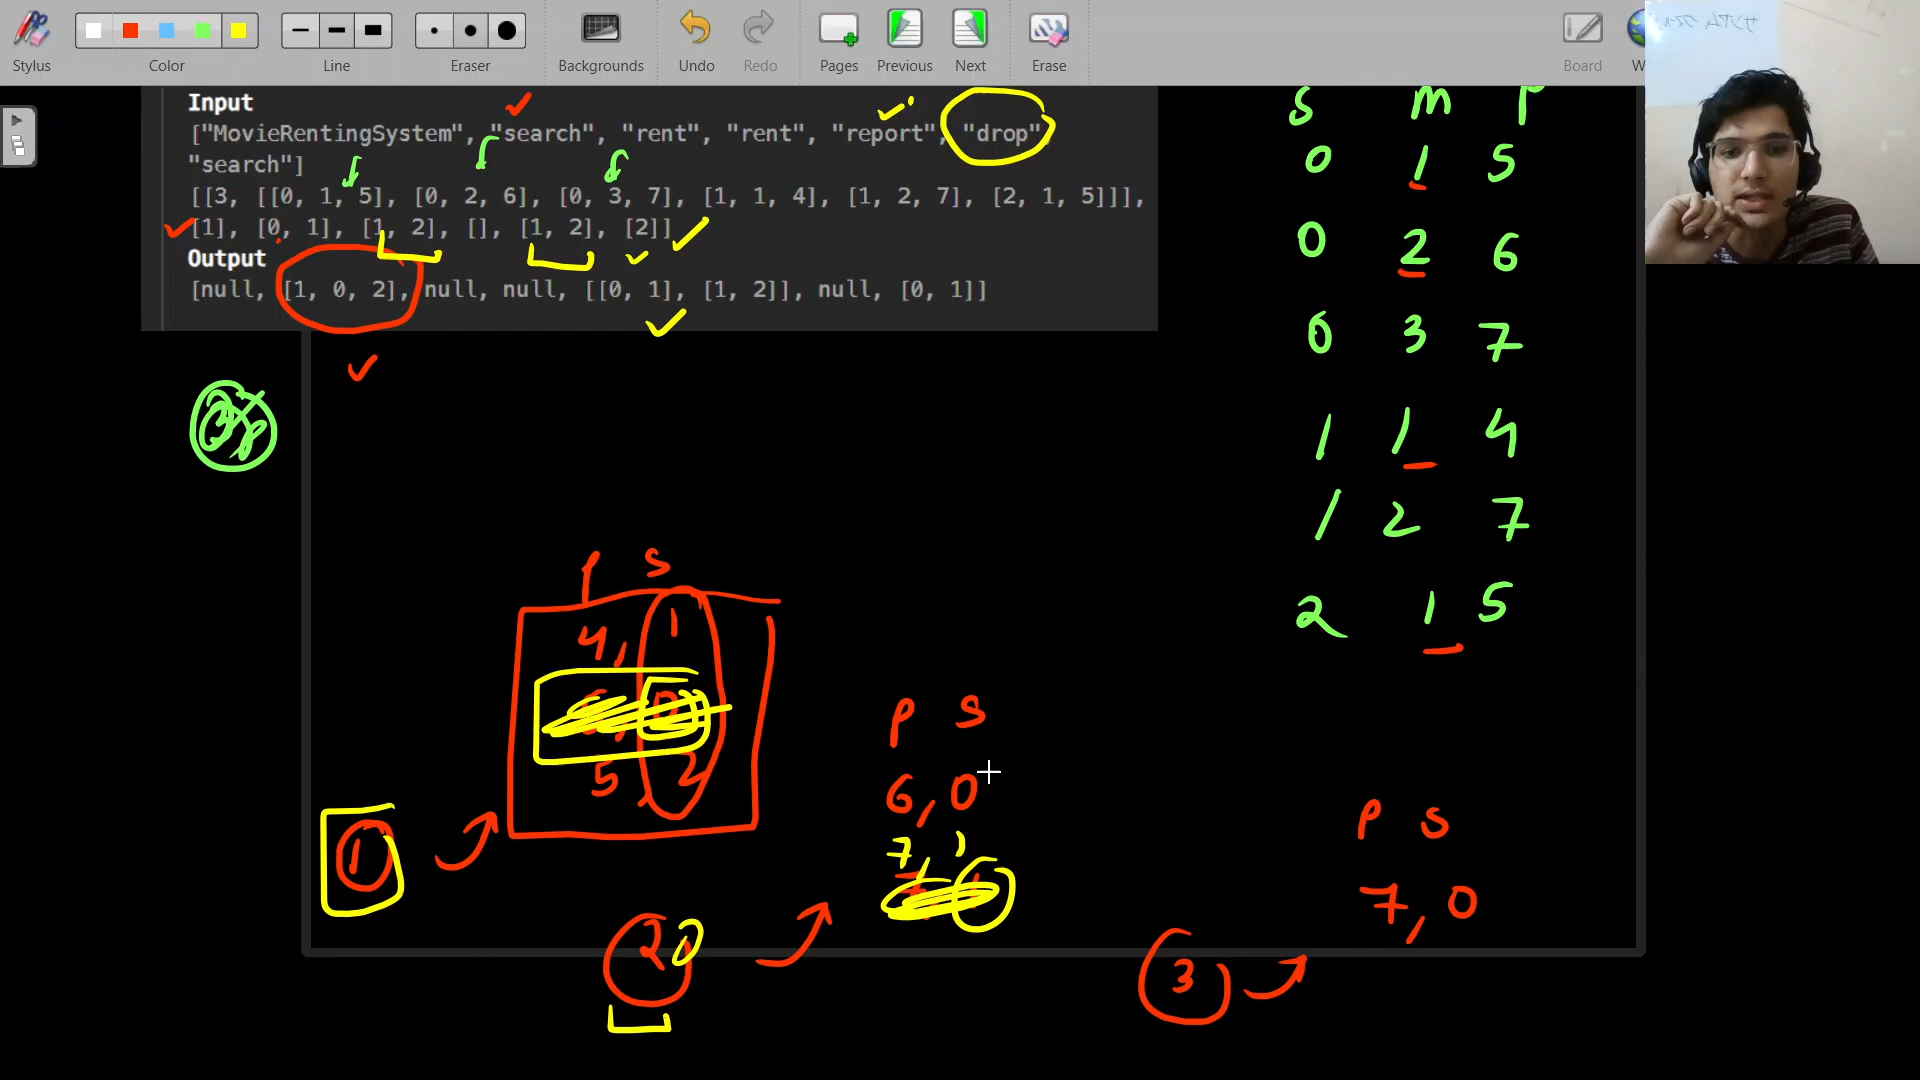 Stylus Color Line Eraser Backgrounds Undo Redo Pages Previous Next Erase Board
Input
["MovieRentingSystem", "search", "rent", "rent", "report", "drop",
"search"]
[[3, [[0, 1, 5], [0, 2, 6], [0, 3, 7], [1, 1, 4], [1, 2, 7], [2, 1, 5]]],
[1], [0, 1], [1, 2], [], [1, 2], [2]]
Output
[null, [1, 0, 2], null, null, [[0, 1], [1, 2]], null, [0, 1]]
s m p
0 1 5
0 2 6
0 3 7
1 1 4
1 2 7
2 1 5
p s
4, 1
5, 2
1
p s
6, 0
7, 1
2
p s
7, 0
3